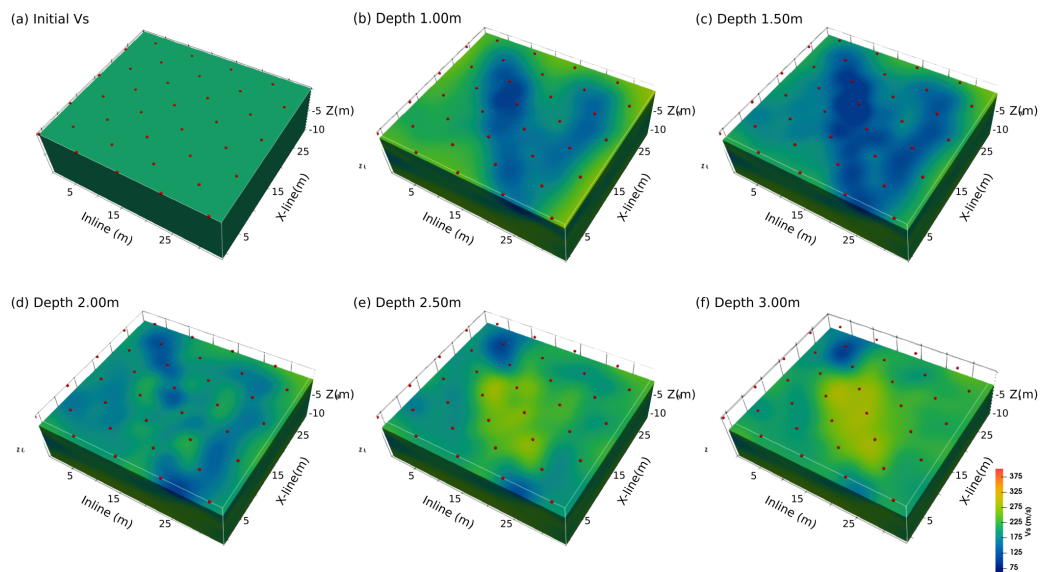 (a) Initial Vs
-5 Z(m)
-10
25
15
X-line(m)
5
5
15
Inline (m)
25
(b) Depth 1.00m
-5 Z(m)
-10
25
15
X-line(m)
5
5
15
Inline (m)
25
(c) Depth 1.50m
-5 Z(m)
-10
25
15
X-line(m)
5
5
15
Inline (m)
25
(d) Depth 2.00m
-5 Z(m)
-10
25
15
X-line(m)
5
5
15
Inline (m)
25
(e) Depth 2.50m
-5 Z(m)
-10
25
15
X-line(m)
5
5
15
Inline (m)
25
(f) Depth 3.00m
-5 Z(m)
-10
25
15
X-line(m)
5
5
15
Inline (m)
25
375
325
275
225
175
125
75
Vs (m/s)